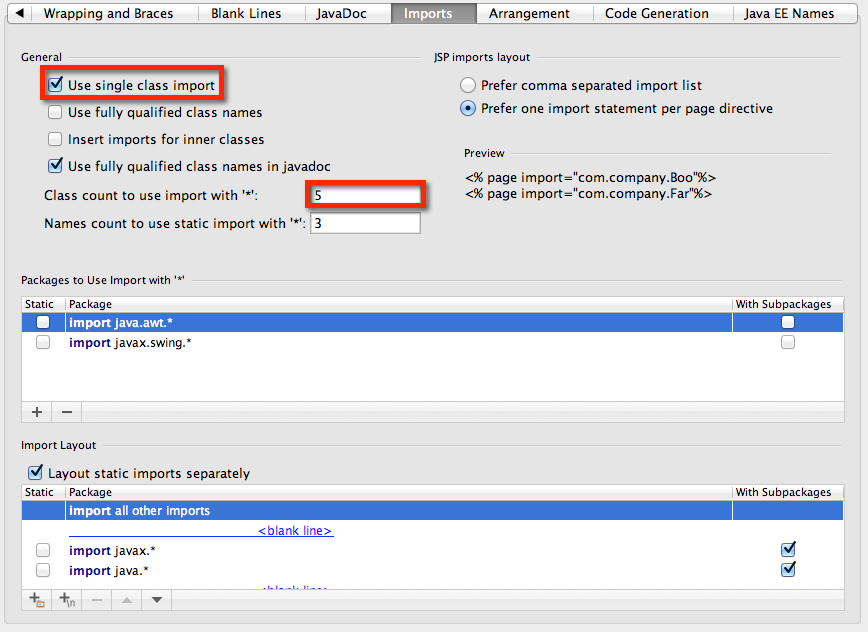 Wrapping and Braces Blank Lines JavaDoc Imports Arrangement Code Generation Java EE Names
General
Use single class import
Use fully qualified class names
Insert imports for inner classes
Use fully qualified class names in javadoc
Class count to use import with '*': 5
Names count to use static import with '*': 3
JSP imports layout
Prefer comma separated import list
Prefer one import statement per page directive
Preview
<% page import="com.company.Boo"%>
<% page import="com.company.Far"%>
Packages to Use Import with '*'
Static Package With Subpackages
import java.awt.*
import javax.swing.*
Import Layout
Layout static imports separately
Static Package With Subpackages
import all other imports
<blank line>
import javax.*
import java.*
<blank line>